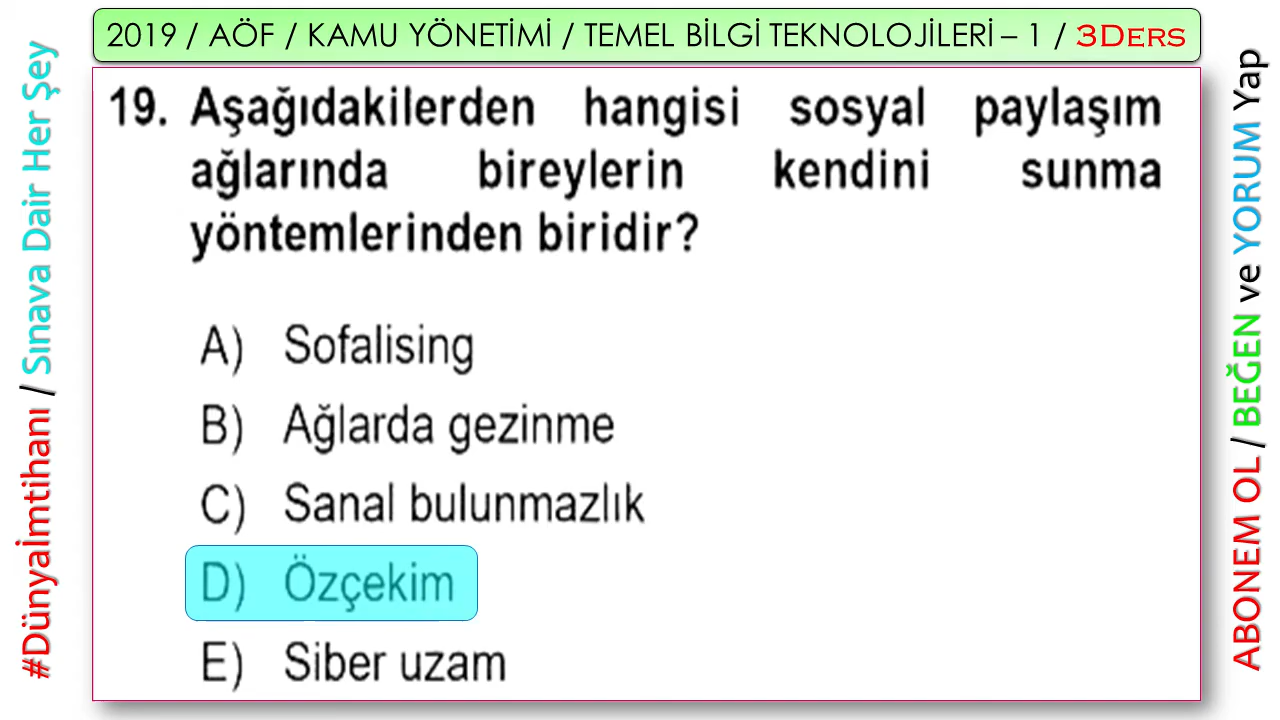 2019 / AÖF / KAMU YÖNETİMİ / TEMEL BİLGİ TEKNOLOJİLERİ – 1 / 3DERS
#Dünyaİmtihanı / Sınava Dair Her Şey
19. Aşağıdakilerden hangisi sosyal paylaşım
ağlarında bireylerin kendini sunma
yöntemlerinden biridir?
A) Sofalising
B) Ağlarda gezinme
C) Sanal bulunmazlık
D) Özçekim
E) Siber uzam
ABONEM OL / BEĞEN ve YORUM Yap